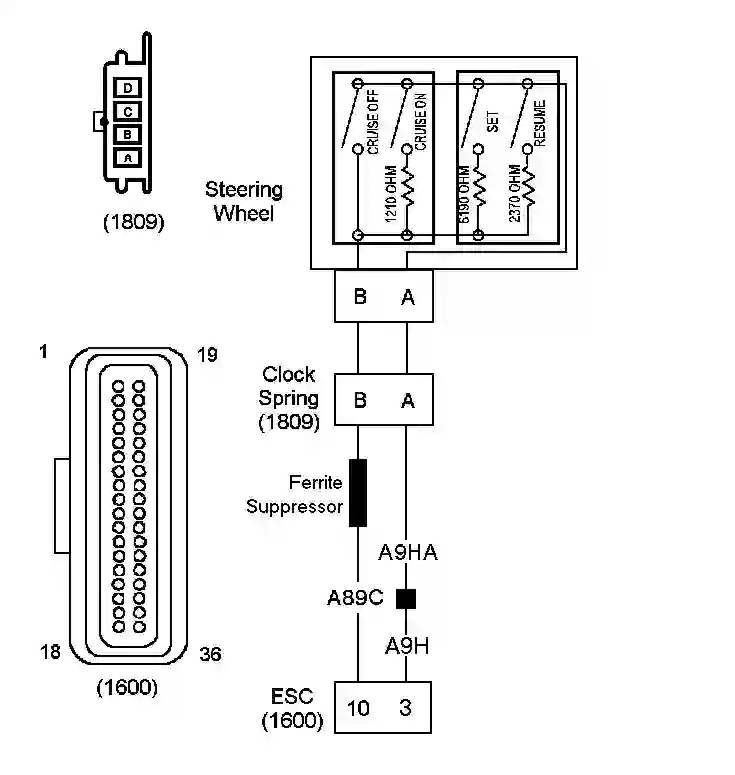 D
C
B
A
(1809)
Steering
Wheel
CRUISE OFF
CRUISE ON
SET
RESUME
1210 OHM
6190 OHM
2370 OHM
B A
Clock
Spring
(1809)
B A
Ferrite
Suppressor
A9HA
A89C
A9H
ESC
(1600)
10 3
1 19
18 36
(1600)